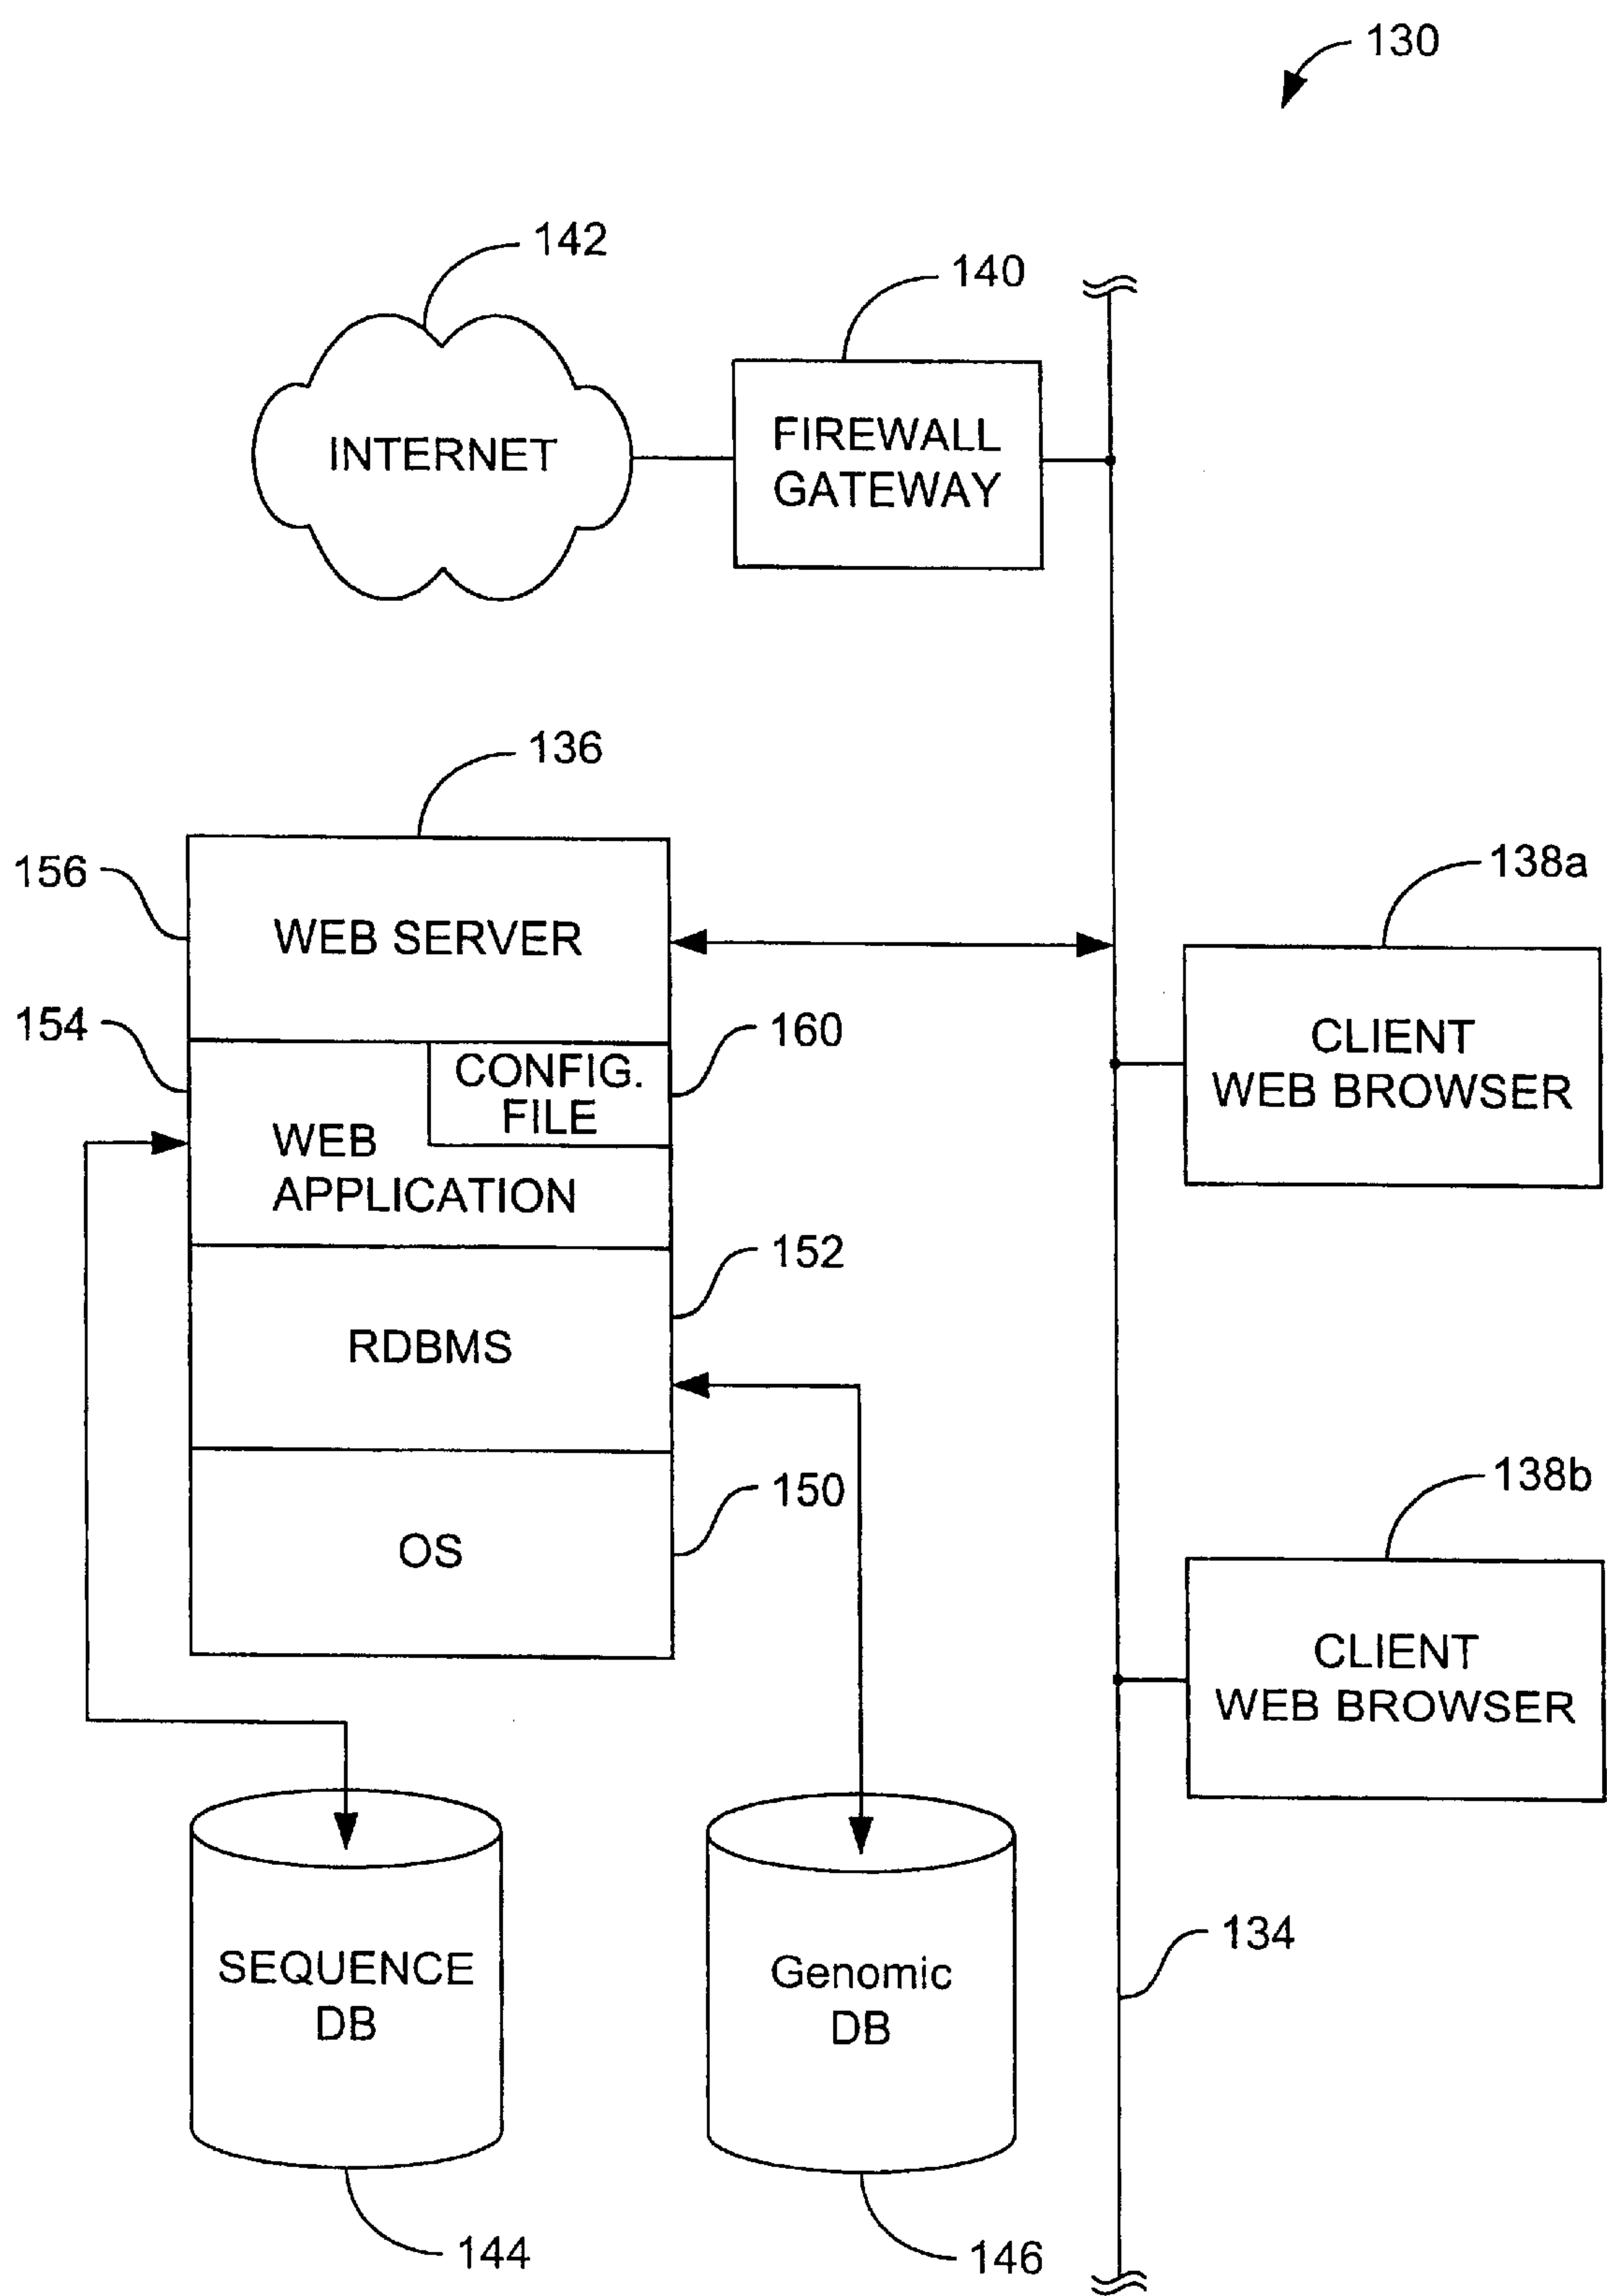 130
142
140
INTERNET
FIREWALL
GATEWAY
136
156
WEB SERVER
138a
154
160
CONFIG.
FILE
CLIENT
WEB BROWSER
WEB
APPLICATION
152
RDBMS
138b
150
OS
CLIENT
WEB BROWSER
134
SEQUENCE
DB
Genomic
DB
144
146